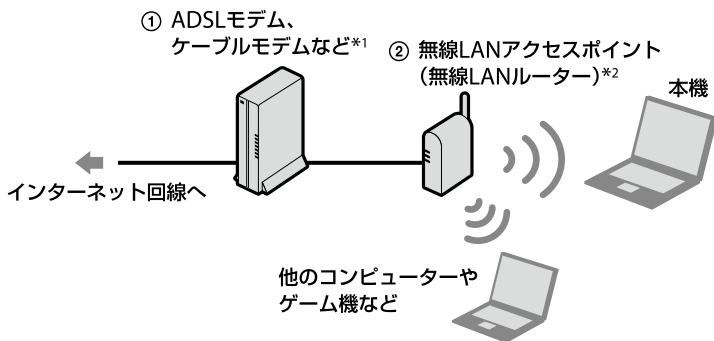 ① ADSLモデム、
ケーブルモデムなど*1
② 無線LANアクセスポイント
（無線LANルーター）*2
本機
インターネット回線へ
他のコンピューターや
ゲーム機など